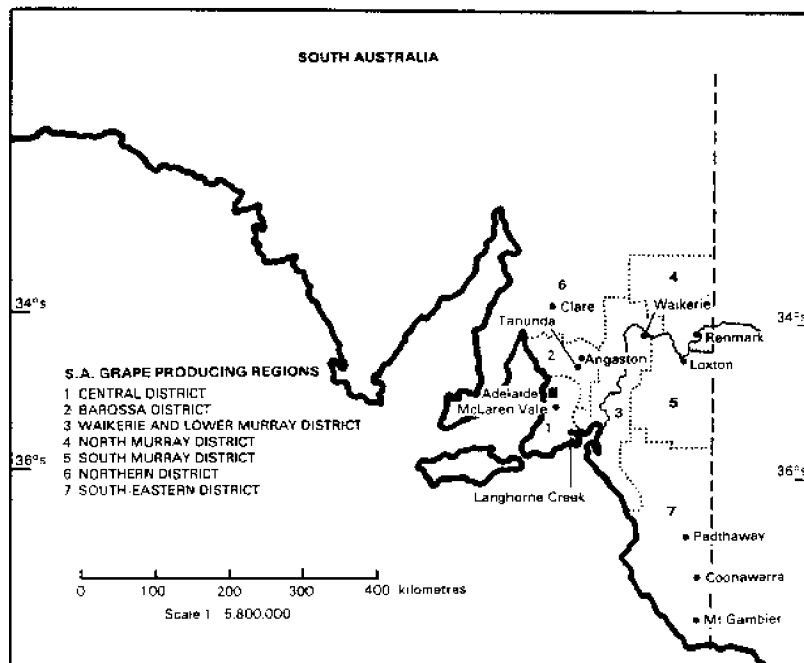 SOUTH AUSTRALIA
6
4
Clare
Waikerie
34°s
34°s
Tanunda
Renmark
2
Angaston
Loxton
S.A. GRAPE PRODUCING REGIONS
1 CENTRAL DISTRICT
2 BAROSSA DISTRICT
3 WAIKERIE AND LOWER MURRAY DISTRICT
4 NORTH MURRAY DISTRICT
5 SOUTH MURRAY DISTRICT
6 NORTHERN DISTRICT
7 SOUTH-EASTERN DISTRICT
Adelaide
McLaren Vale
1
3
5
36°s
36°s
Langhorne Creek
7
Padthaway
Coonawarra
Mt Gambier
0 100 200 300 400 kilometres
Scale 1 5.800.000